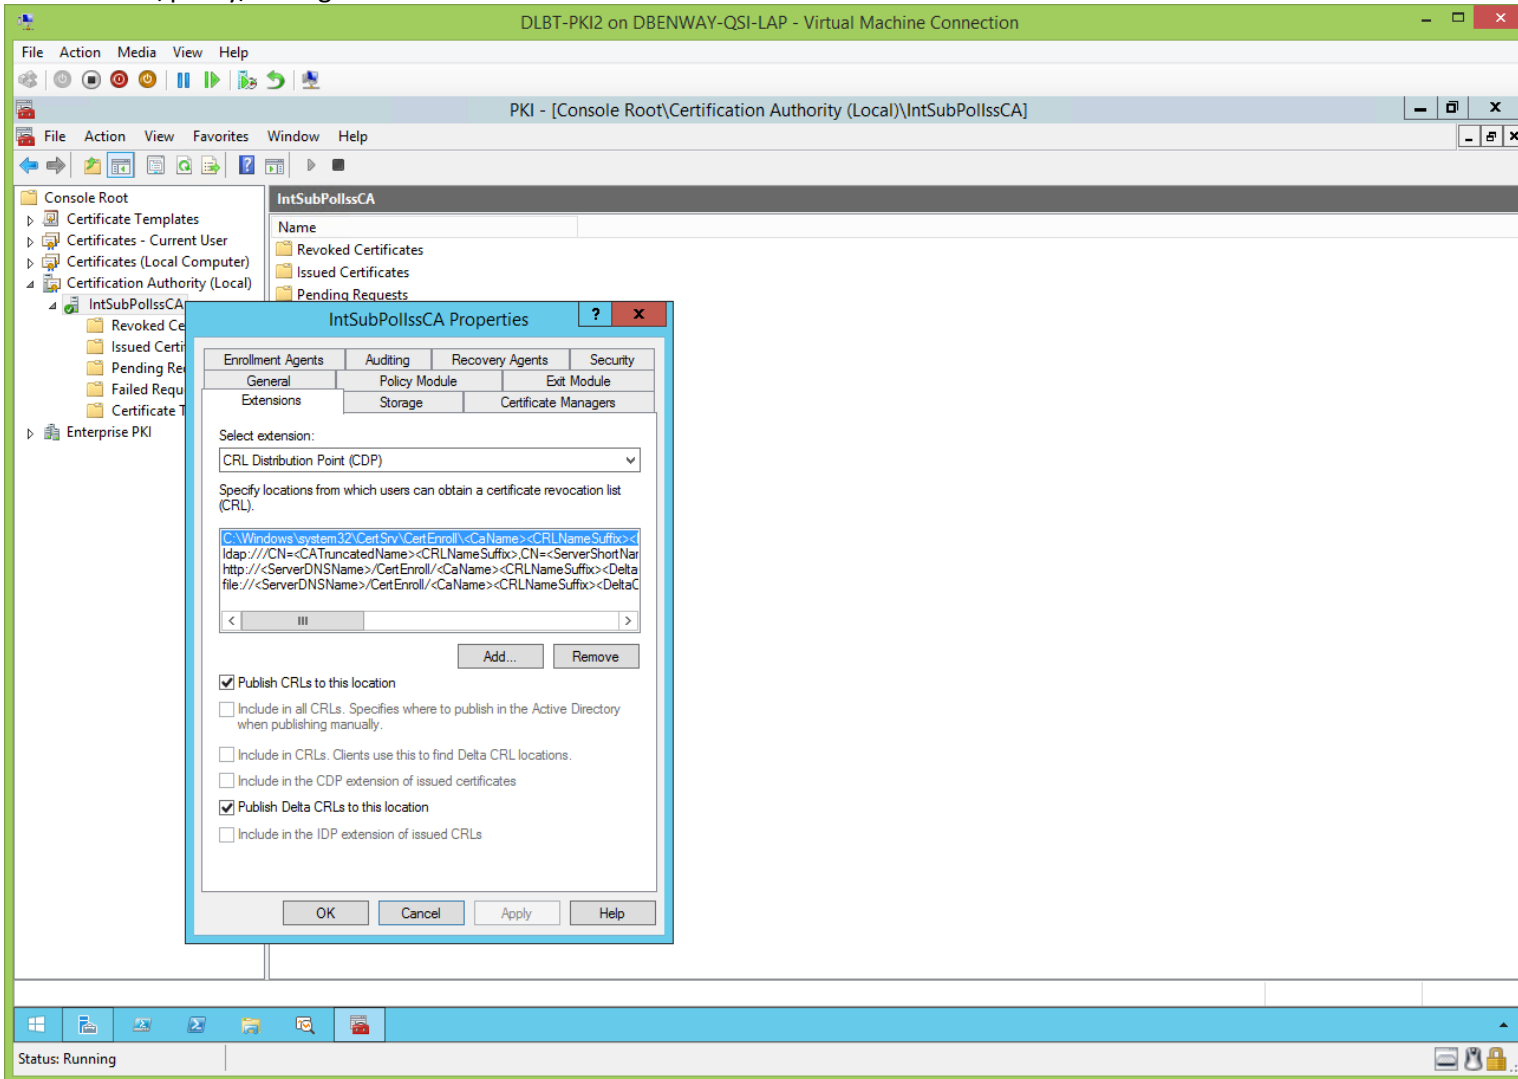 DLBT-PKI2 on DBENWAY-QSI-LAP - Virtual Machine Connection
File Action Media View Help
PKI - [Console Root\Certification Authority (Local)\IntSubPolIssCA]
File Action View Favorites Window Help
Console Root
Certificate Templates
Certificates - Current User
Certificates (Local Computer)
Certification Authority (Local)
IntSubPolIssCA
Revoked Ce
Issued Certif
Pending Re
Failed Requ
Certificate T
Enterprise PKI
IntSubPolIssCA
Name
Revoked Certificates
Issued Certificates
Pending Requests
IntSubPolIssCA Properties
Enrollment Agents Auditing Recovery Agents Security
General Policy Module Exit Module
Extensions Storage Certificate Managers
Select extension:
CRL Distribution Point (CDP)
Specify locations from which users can obtain a certificate revocation list
(CRL).
C:\Windows\system32\CertSrv\CertEnroll\<CaName><CRLNameSuffix><
ldap:///CN=<CATruncatedName><CRLNameSuffix>,CN=<ServerShortNar
http://<ServerDNSName>/CertEnroll/<CaName><CRLNameSuffix><Delta
file://<ServerDNSName>/CertEnroll/<CaName><CRLNameSuffix><DeltaC
Add... Remove
Publish CRLs to this location
Include in all CRLs. Specifies where to publish in the Active Directory
when publishing manually.
Include in CRLs. Clients use this to find Delta CRL locations.
Include in the CDP extension of issued certificates
Publish Delta CRLs to this location
Include in the IDP extension of issued CRLs
OK Cancel Apply Help
Status: Running